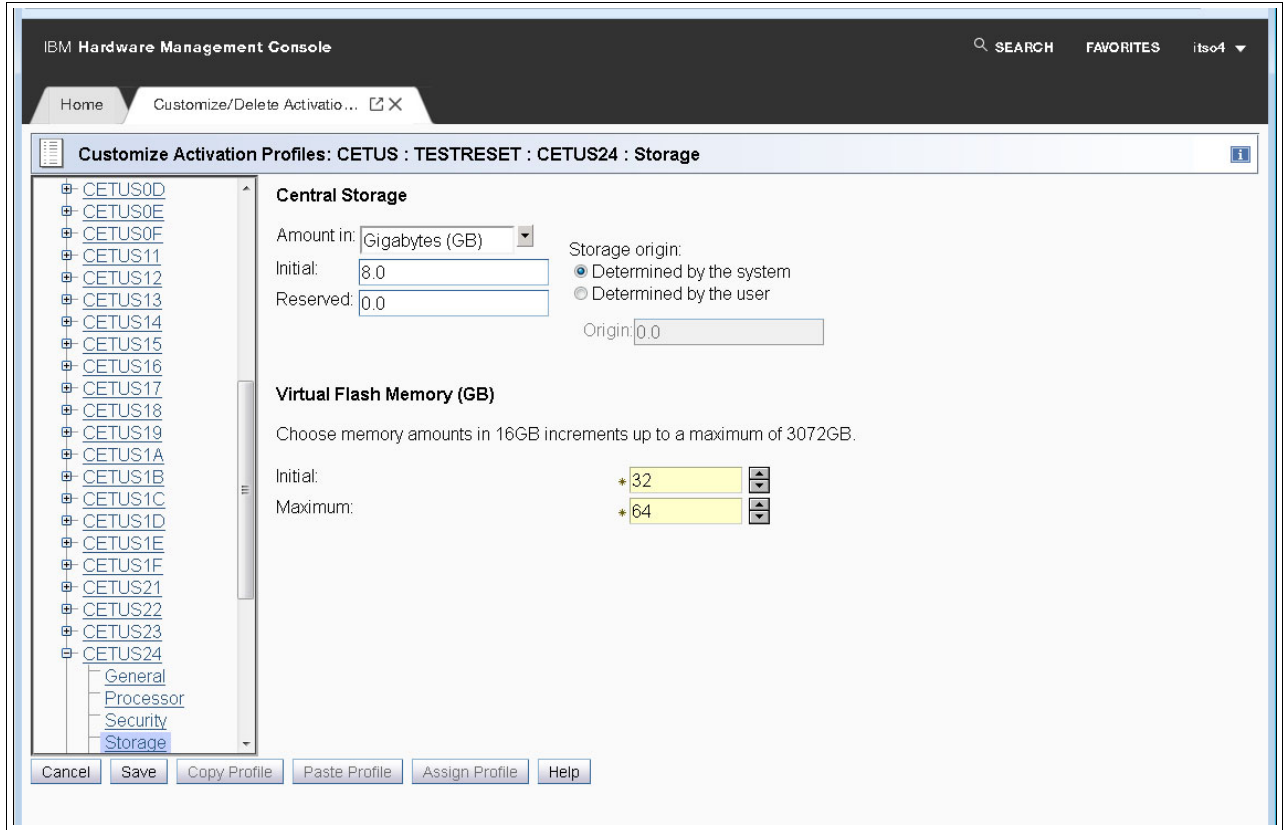 IBM Hardware Management Console
SEARCH FAVORITES itso4
Home Customize/Delete Activatio...
Customize Activation Profiles: CETUS : TESTRESET : CETUS24 : Storage
CETUS0D
CETUS0E
CETUS0F
CETUS11
CETUS12
CETUS13
CETUS14
CETUS15
CETUS16
CETUS17
CETUS18
CETUS19
CETUS1A
CETUS1B
CETUS1C
CETUS1D
CETUS1E
CETUS1F
CETUS21
CETUS22
CETUS23
CETUS24
General
Processor
Security
Storage
Central Storage
Amount in: Gigabytes (GB)
Initial: 8.0
Reserved: 0.0
Storage origin:
Determined by the system
Determined by the user
Origin: 0.0
Virtual Flash Memory (GB)
Choose memory amounts in 16GB increments up to a maximum of 3072GB.
Initial: * 32
Maximum: * 64
Cancel Save Copy Profile Paste Profile Assign Profile Help